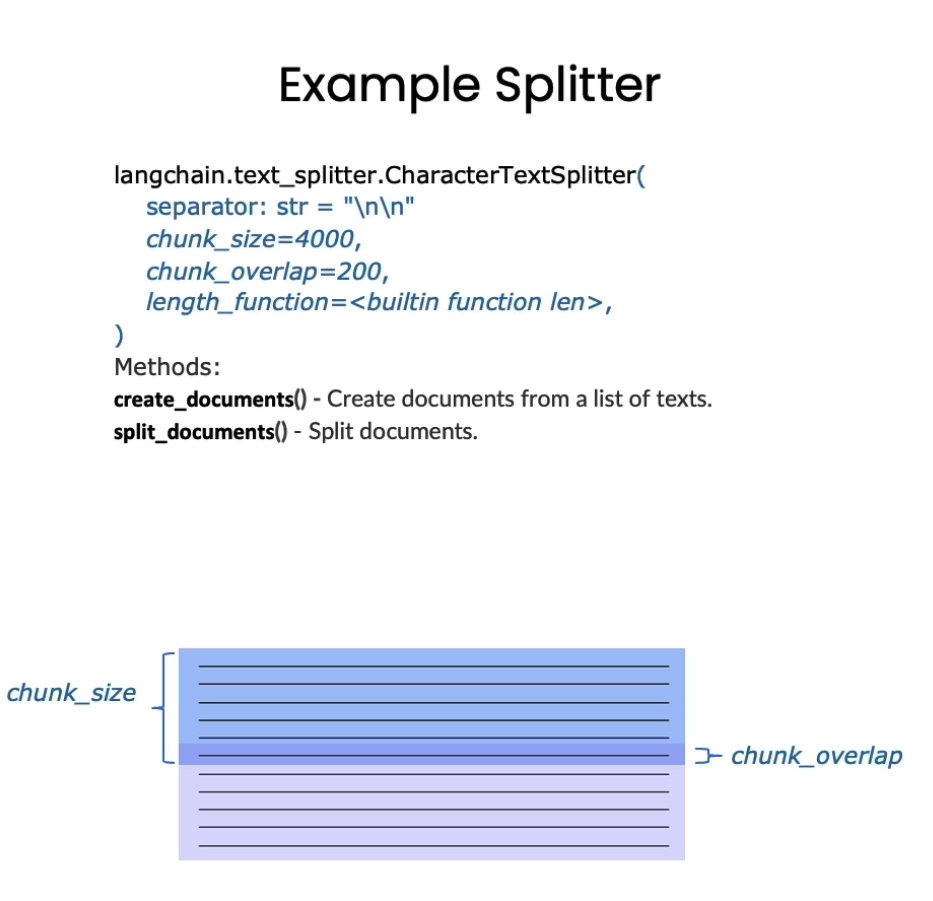 Example Splitter
langchain.text_splitter.CharacterTextSplitter(
separator: str = "\n\n"
chunk_size=4000,
chunk_overlap=200,
length_function=<builtin function len>,
)
Methods:
create_documents() - Create documents from a list of texts.
split_documents() - Split documents.
chunk_size
chunk_overlap